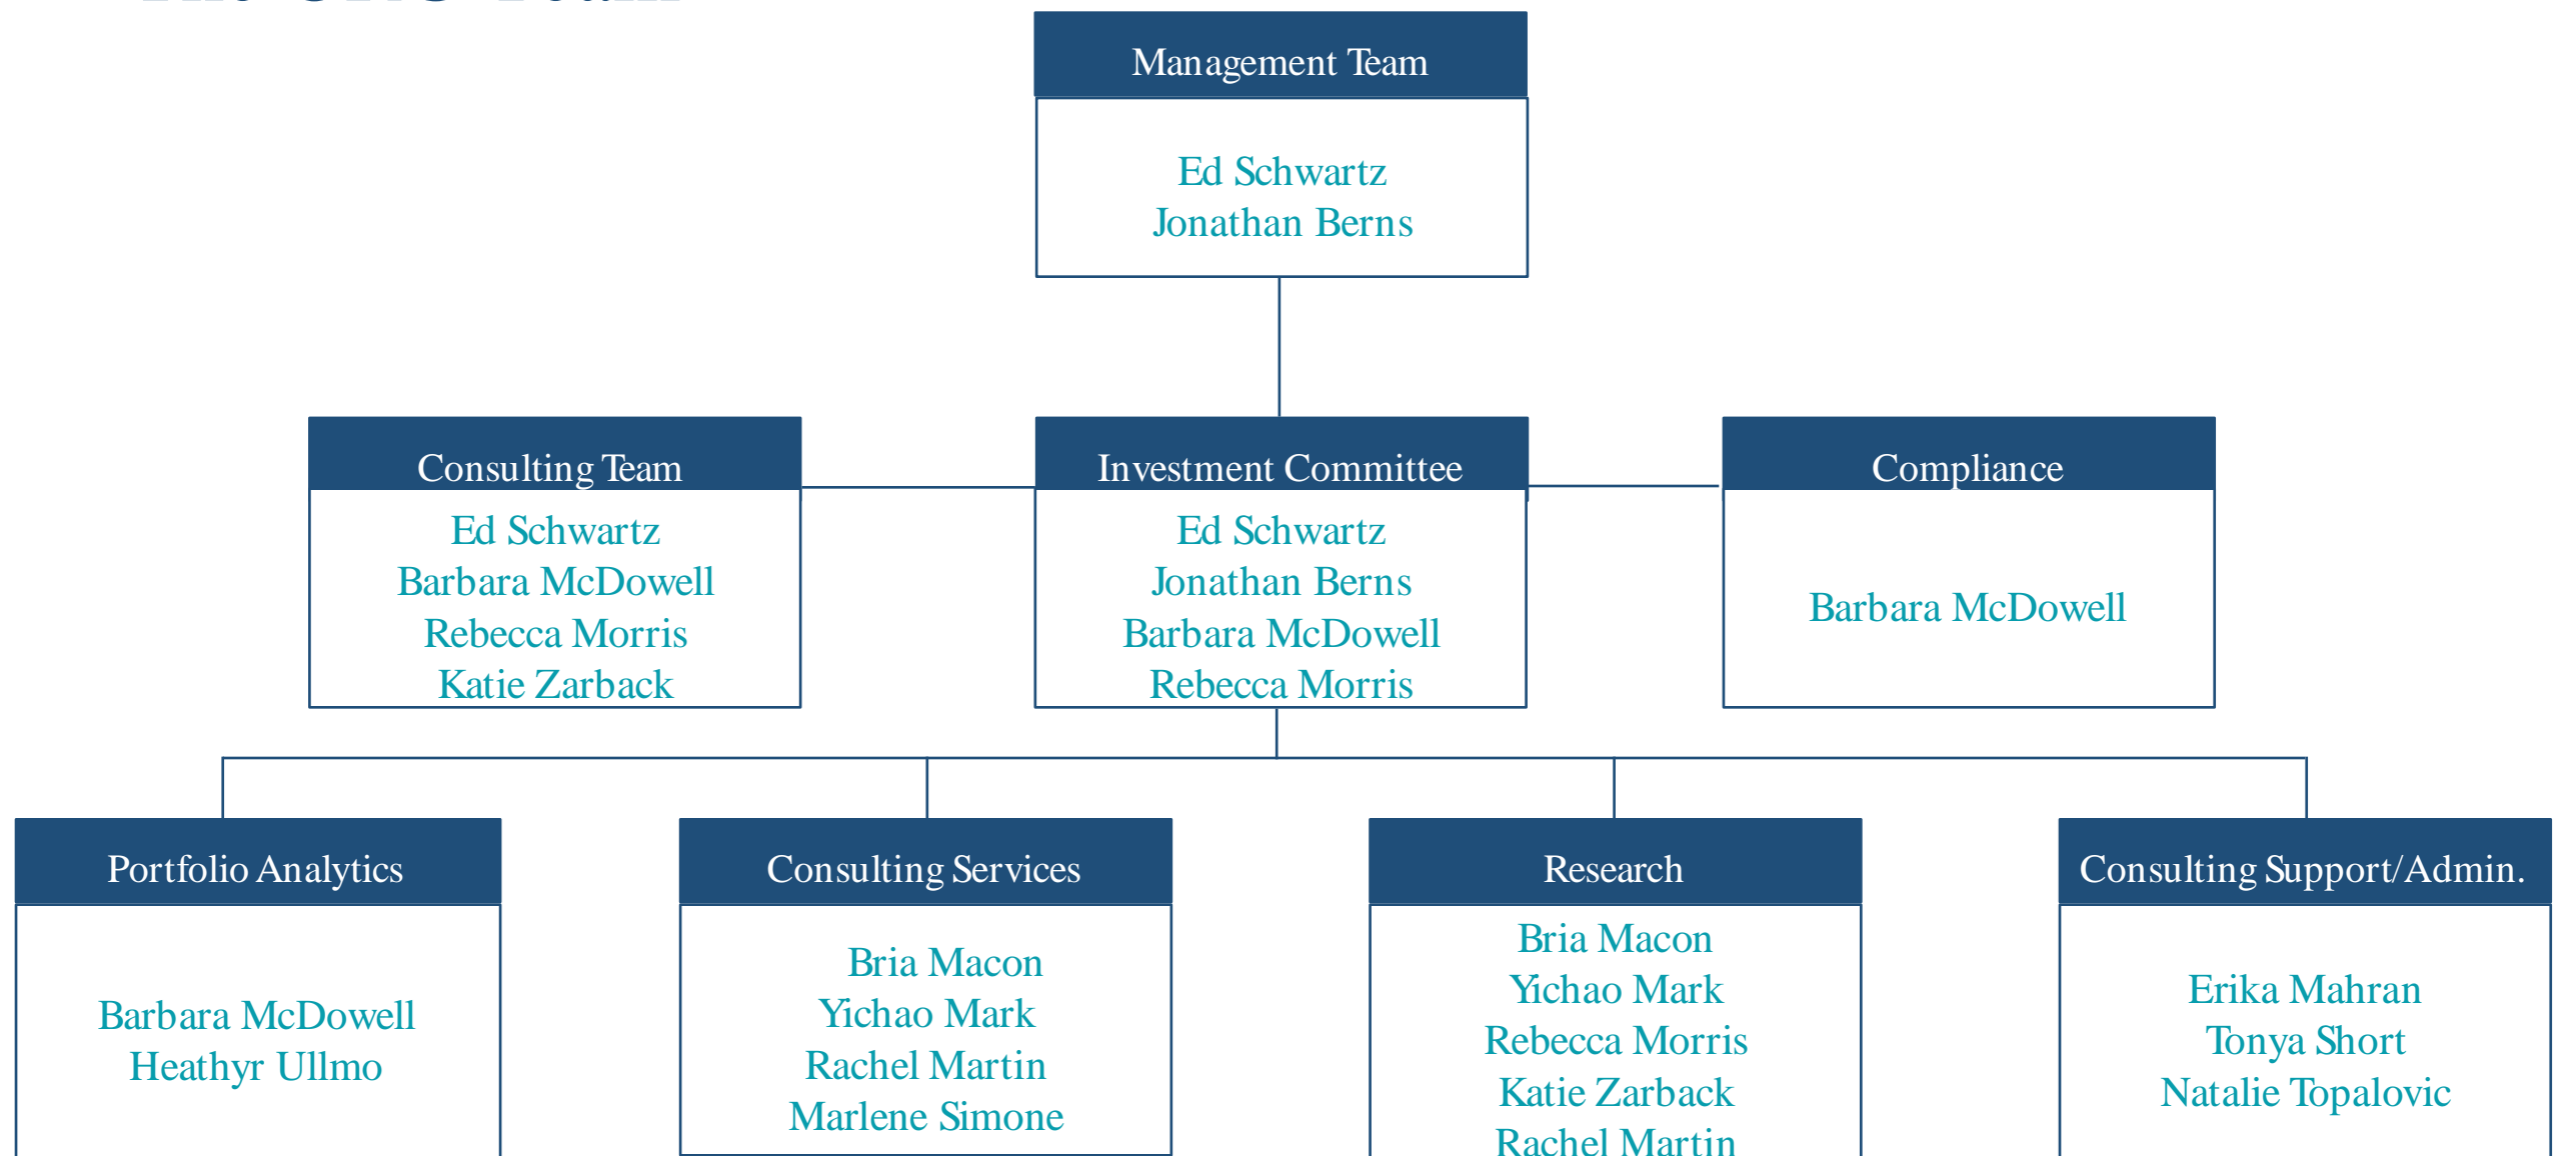 Management Team
Ed Schwartz
Jonathan Berns
Consulting Team
Ed Schwartz
Barbara McDowell
Rebecca Morris
Katie Zarback
Investment Committee
Ed Schwartz
Jonathan Berns
Barbara McDowell
Rebecca Morris
Compliance
Barbara McDowell
Portfolio Analytics
Barbara McDowell
Heathyr Ullmo
Consulting Services
Bria Macon
Yichao Mark
Rachel Martin
Marlene Simone
Research
Bria Macon
Yichao Mark
Rebecca Morris
Katie Zarback
Rachel Martin
Consulting Support/Admin.
Erika Mahran
Tonya Short
Natalie Topalovic